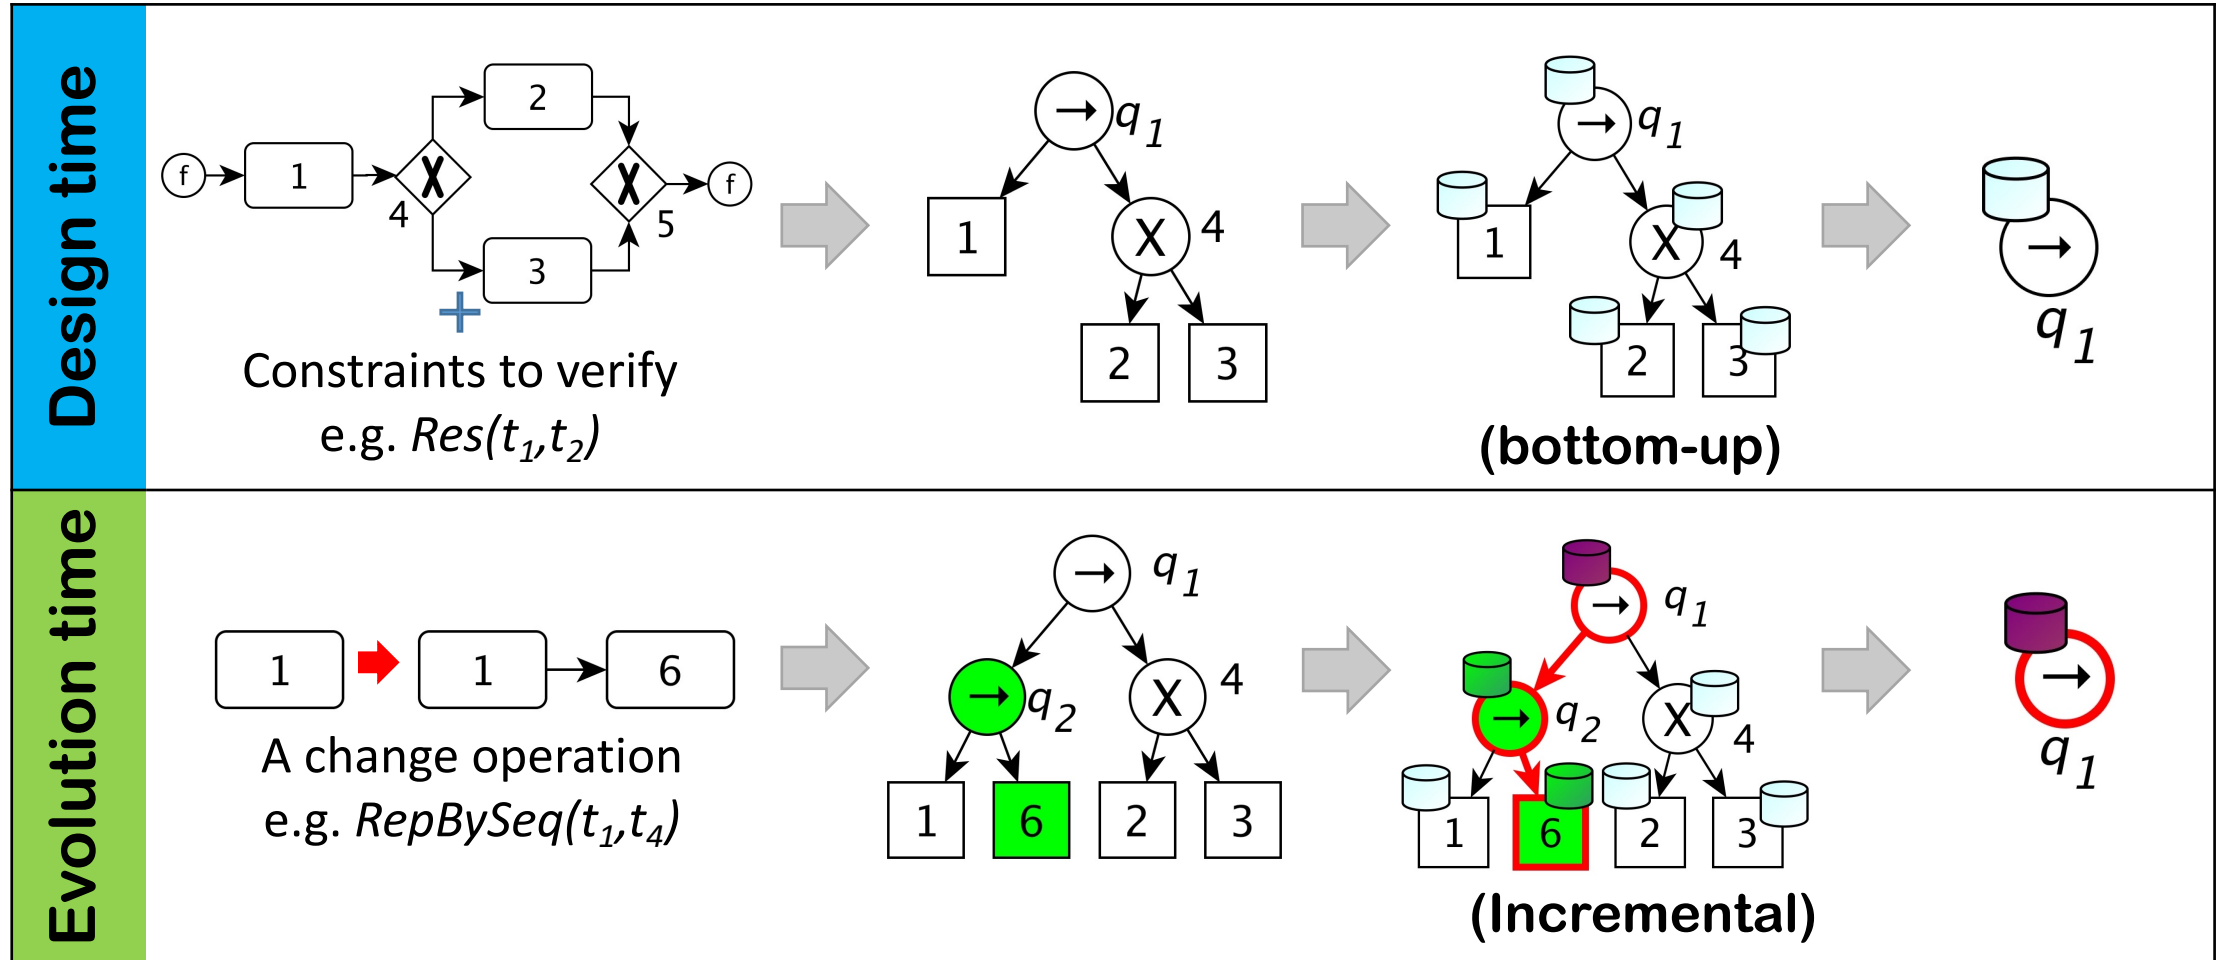 Design time
f
1
4
2
3
5
f
Constraints to verify
e.g. Res(t1,t2)
→ q1
1
X 4
2 3
→ q1
1
X 4
2 3
(bottom-up)
→
q1
Evolution time
1
1
6
A change operation
e.g. RepBySeq(t1,t4)
→ q1
→ q2
X 4
1 6 2 3
→ q1
→ q2
X 4
1 6 2 3
(Incremental)
→
q1